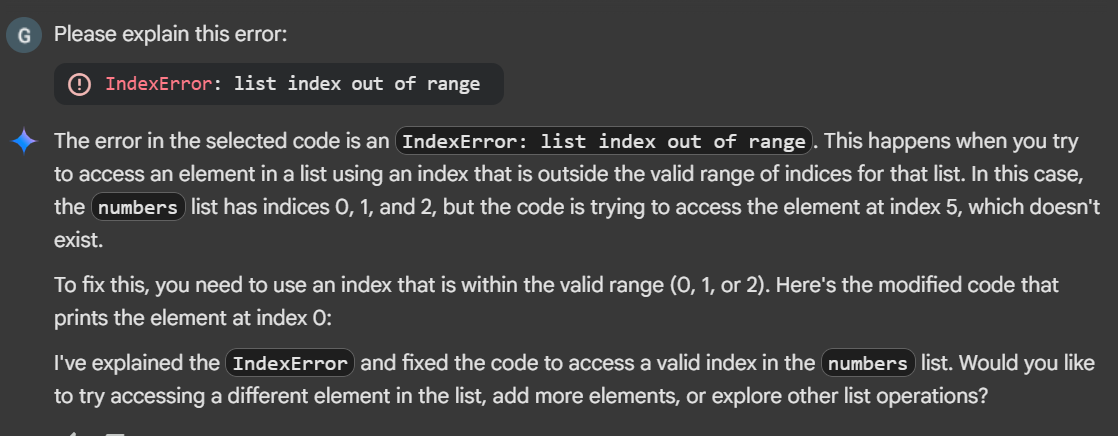 G Please explain this error:
IndexError: list index out of range
The error in the selected code is an IndexError: list index out of range. This happens when you try
to access an element in a list using an index that is outside the valid range of indices for that list. In this case,
the numbers list has indices 0, 1, and 2, but the code is trying to access the element at index 5, which doesn't
exist.
To fix this, you need to use an index that is within the valid range (0, 1, or 2). Here's the modified code that
prints the element at index 0:
I've explained the IndexError and fixed the code to access a valid index in the numbers list. Would you like
to try accessing a different element in the list, add more elements, or explore other list operations?